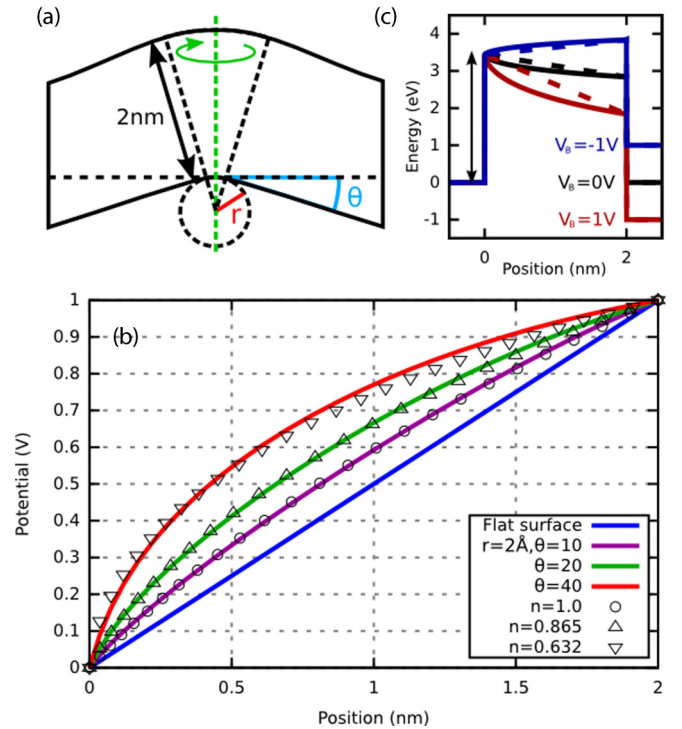 (a)
2nm
θ
r
(c)
Energy (eV)
4
3
2
1
0
-1
V_B=-1V
V_B=0V
V_B=1V
0
2
Position (nm)
(b)
Potential (V)
1
0.9
0.8
0.7
0.6
0.5
0.4
0.3
0.2
0.1
0
0
0.5
1
1.5
2
Position (nm)
Flat surface
r=2Å,θ=10
θ=20
θ=40
n=1.0
n=0.865
n=0.632